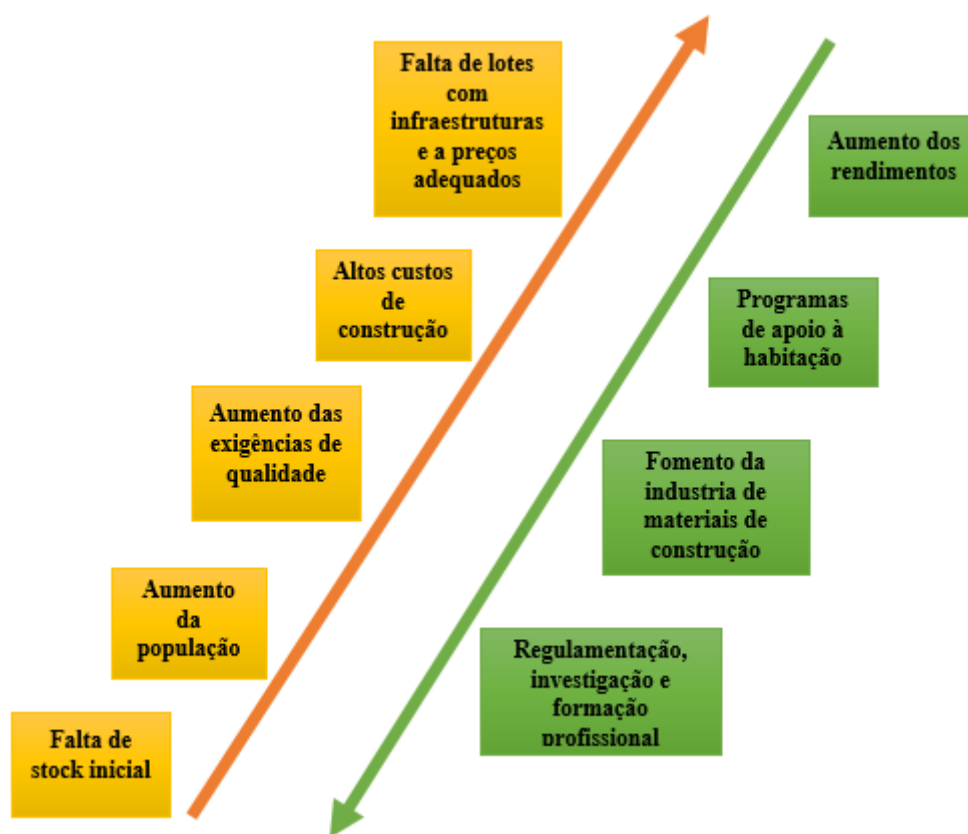 Falta de lotes
com
infraestruturas
e a preços
adequados
Altos custos
de
construção
Aumento das
exigências de
qualidade
Aumento
da
população
Falta de
stock inicial
Aumento dos
rendimentos
Programas
de apoio à
habitação
Fomento da
industria de
materiais de
construção
Regulamentação,
investigação e
formação
profissional